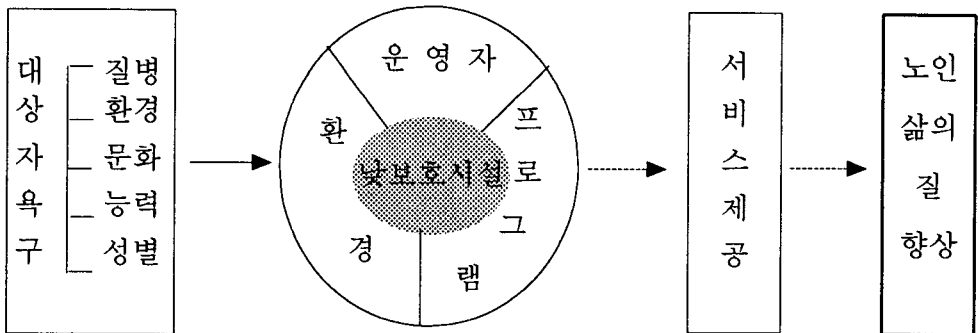 대상자욕구
질병
환경
문화
능력
성별
운영자
환경
프로그램
낮보호시설
서비스제공
노인
삶의
질
향상